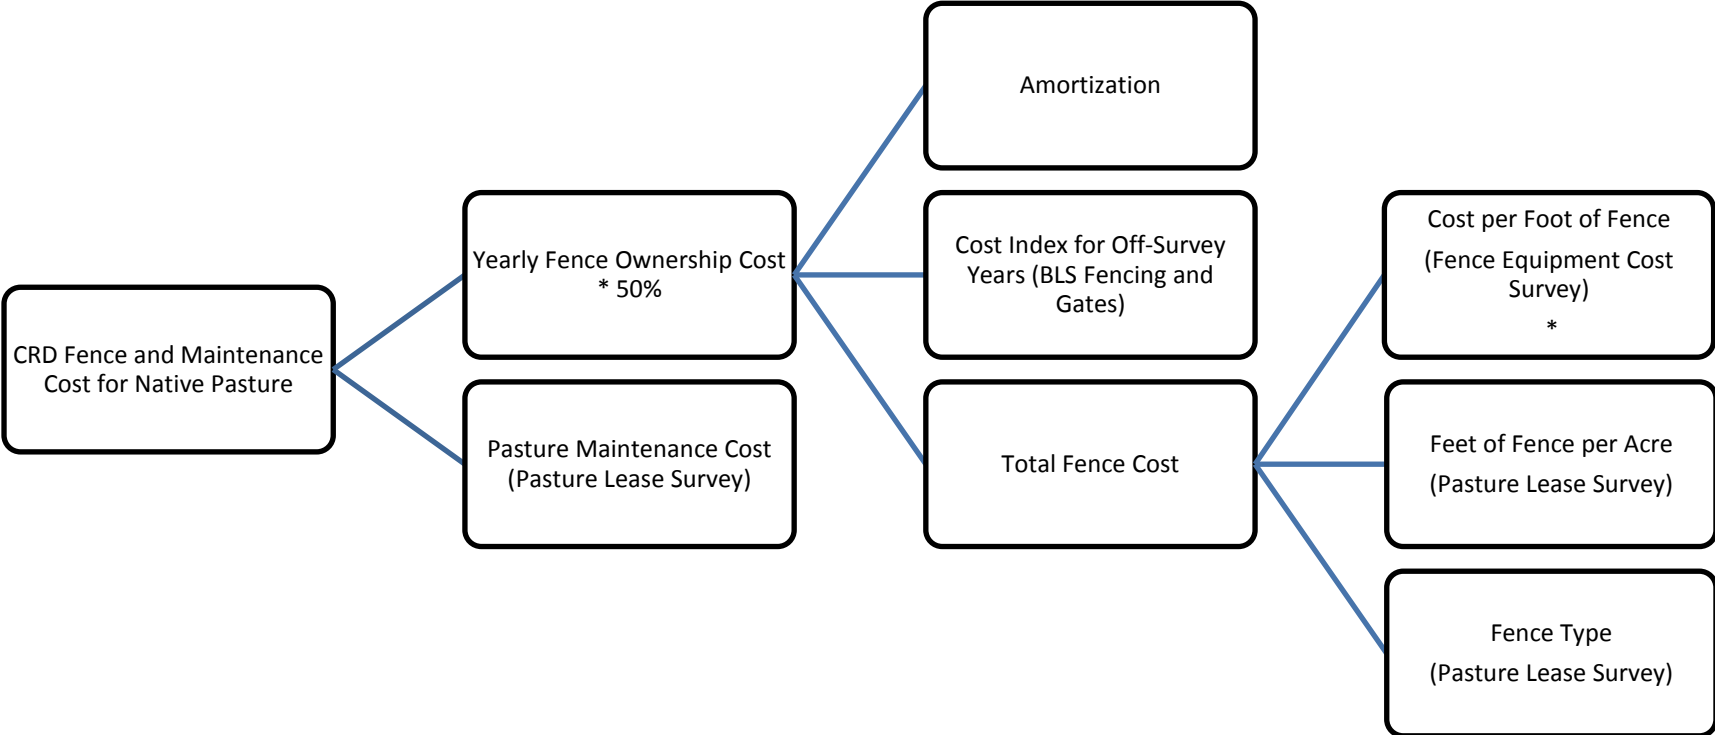 CRD Fence and Maintenance
Cost for Native Pasture
Yearly Fence Ownership Cost
* 50%
Pasture Maintenance Cost
(Pasture Lease Survey)
Amortization
Cost Index for Off-Survey
Years (BLS Fencing and
Gates)
Total Fence Cost
Cost per Foot of Fence
(Fence Equipment Cost
Survey)
*
Feet of Fence per Acre
(Pasture Lease Survey)
Fence Type
(Pasture Lease Survey)